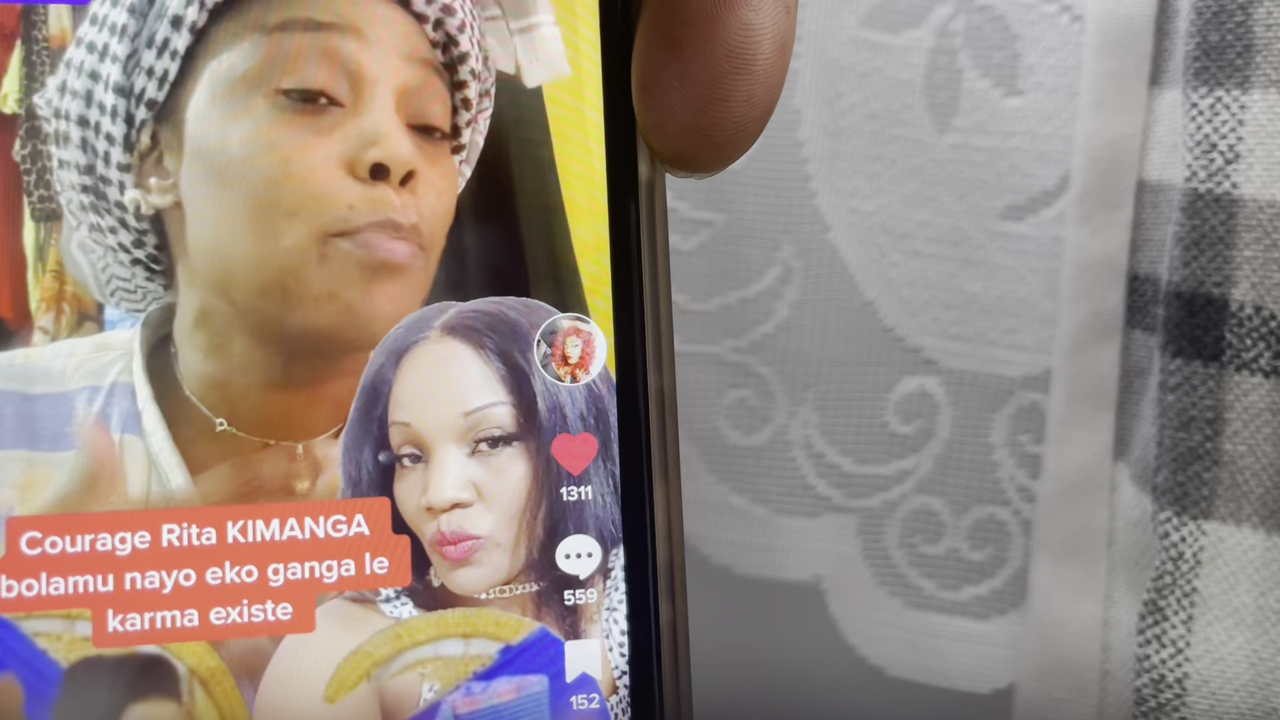 Courage Rita KIMANGA
bolamu nayo eko ganga le
karma existe
1311
559
152